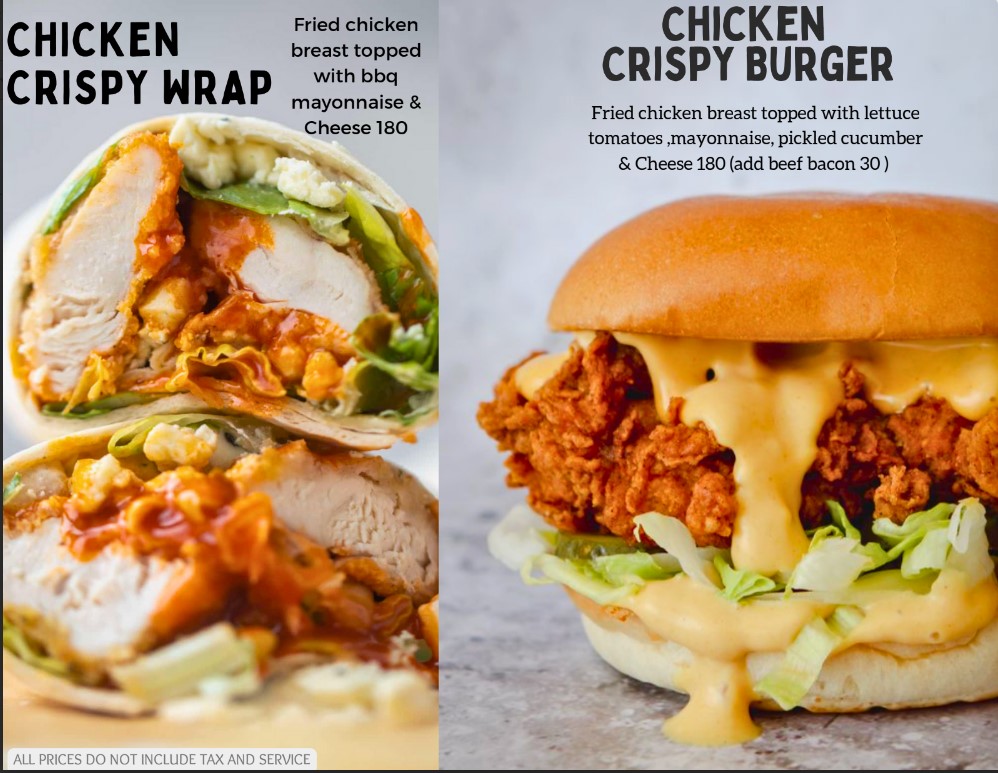 CHICKEN
CRISPY WRAP
Fried chicken
breast topped
with bbq
mayonnaise &
Cheese 180
CHICKEN
CRISPY BURGER
Fried chicken breast topped with lettuce
tomatoes ,mayonnaise, pickled cucumber
& Cheese 180 (add beef bacon 30 )
ALL PRICES DO NOT INCLUDE TAX AND SERVICE